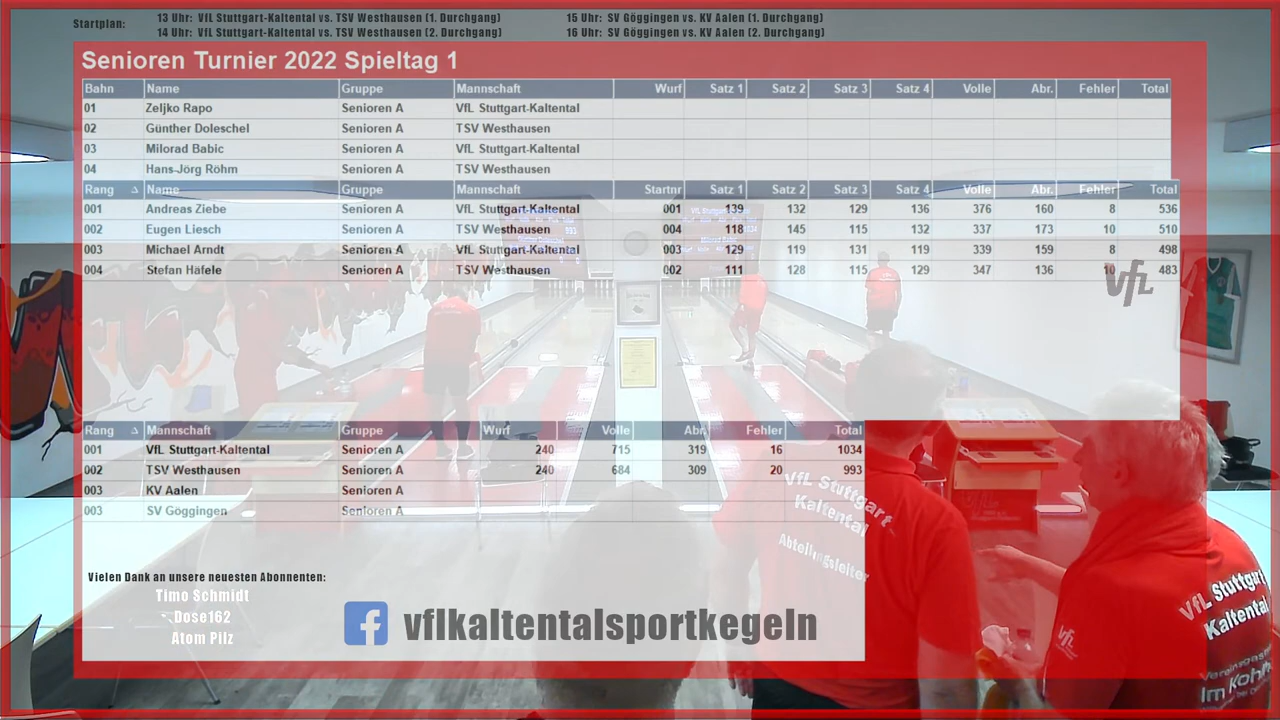 Startplan:
13 Uhr: VfL Stuttgart-Kaltental vs. TSV Westhausen (1. Durchgang)
14 Uhr: VfL Stuttgart-Kaltental vs. TSV Westhausen (2. Durchgang)
15 Uhr: SV Göggingen vs. KV Aalen (1. Durchgang)
16 Uhr: SV Göggingen vs. KV Aalen (2. Durchgang)
Senioren Turnier 2022 Spieltag 1
Bahn Name Gruppe Mannschaft Wurf Satz 1 Satz 2 Satz 3 Satz 4 Volle Abr. Fehler Total
01 Zeljko Rapo Senioren A VfL Stuttgart-Kaltental
02 Günther Doleschel Senioren A TSV Westhausen
03 Milorad Babic Senioren A VfL Stuttgart-Kaltental
04 Hans-Jörg Röhm Senioren A TSV Westhausen
Rang Name Gruppe Mannschaft Startnr Satz 1 Satz 2 Satz 3 Satz 4 Volle Abr. Fehler Total
001 Andreas Ziebe Senioren A VfL Stuttgart-Kaltental 001 139 132 129 136 376 160 8 536
002 Eugen Liesch Senioren A TSV Westhausen 004 118 145 115 132 337 173 10 510
003 Michael Arndt Senioren A VfL Stuttgart-Kaltental 003 129 119 131 119 339 159 8 498
004 Stefan Häfele Senioren A TSV Westhausen 002 111 128 115 129 347 136 10 483
VfL
Rang Mannschaft Gruppe Wurf Volle Abr. Fehler Total
001 VfL Stuttgart-Kaltental Senioren A 240 715 319 16 1034
002 TSV Westhausen Senioren A 240 684 309 20 993
003 KV Aalen Senioren A
003 SV Göggingen Senioren A
VfL Stuttgart
Kaltental
Abteilungsleiter
Vielen Dank an unsere neuesten Abonnenten:
Timo Schmidt
Dose162
Atom Pilz
vflkaltentalsportkegeln
VfL Stuttgart
Kaltental
VfL
Im